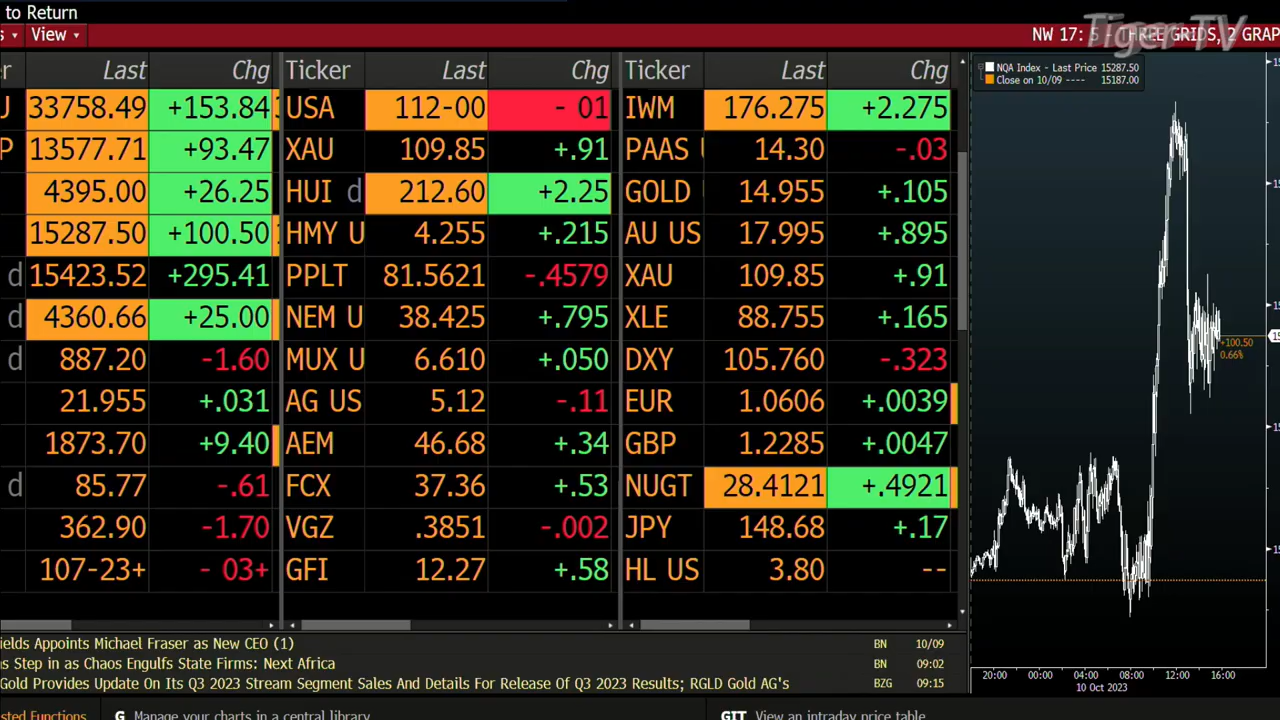 to Return
View
NW 17: 5 - THREE GRIDS, 2 GRAP
Tiger TV
r Last Chg Ticker Last Chg Ticker Last Chg
J 33758.49 +153.84 USA 112-00 - 01 IWM 176.275 +2.275
P 13577.71 +93.47 XAU 109.85 +.91 PAAS U 14.30 -.03
4395.00 +26.25 HUI d 212.60 +2.25 GOLD 14.955 +.105
15287.50 +100.50 HMY U 4.255 +.215 AU US 17.995 +.895
d 15423.52 +295.41 PPLT 81.5621 -.4579 XAU 109.85 +.91
d 4360.66 +25.00 NEM U 38.425 +.795 XLE 88.755 +.165
d 887.20 -1.60 MUX U 6.610 +.050 DXY 105.760 -.323
21.955 +.031 AG US 5.12 -.11 EUR 1.0606 +.0039
1873.70 +9.40 AEM 46.68 +.34 GBP 1.2285 +.0047
d 85.77 -.61 FCX 37.36 +.53 NUGT 28.4121 +.4921
362.90 -1.70 VGZ .3851 -.002 JPY 148.68 +.17
107-23+ - 03+ GFI 12.27 +.58 HL US 3.80 --
NQA Index - Last Price 15287.50
Close on 10/09 ---- 15187.00
+100.50
0.66%
20:00 00:00 04:00 08:00 12:00 16:00
10 Oct 2023
ields Appoints Michael Fraser as New CEO (1) BN 10/09
s Step in as Chaos Engulfs State Firms: Next Africa BN 09:02
Gold Provides Update On Its Q3 2023 Stream Segment Sales And Details For Release Of Q3 2023 Results; RGLD Gold AG's BZG 09:15
sted Functions G Manage your charts in a central library GIT View an intraday price table